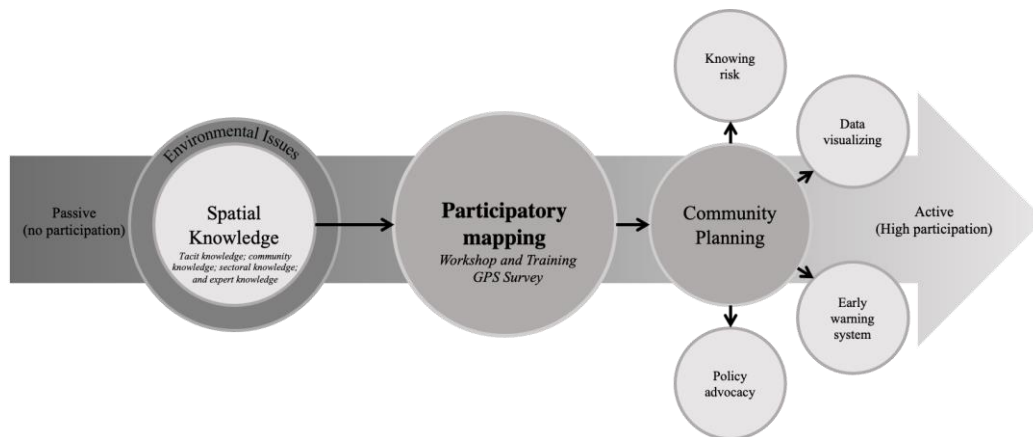 Passive
(no participation)
Environmental Issues
Spatial
Knowledge
Tacit knowledge; community
knowledge; sectoral knowledge;
and expert knowledge
Participatory
mapping
Workshop and Training
GPS Survey
Community
Planning
Knowing
risk
Data
visualizing
Early
warning
system
Policy
advocacy
Active
(High participation)